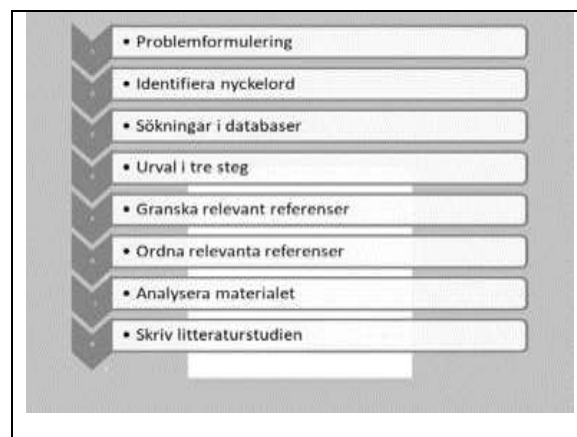 • Problemformulering
• Identifiera nyckelord
• Sökningar i databaser
• Urval i tre steg
• Granska relevant referenser
• Ordna relevanta referenser
• Analysera materialet
• Skriv litteraturstudien